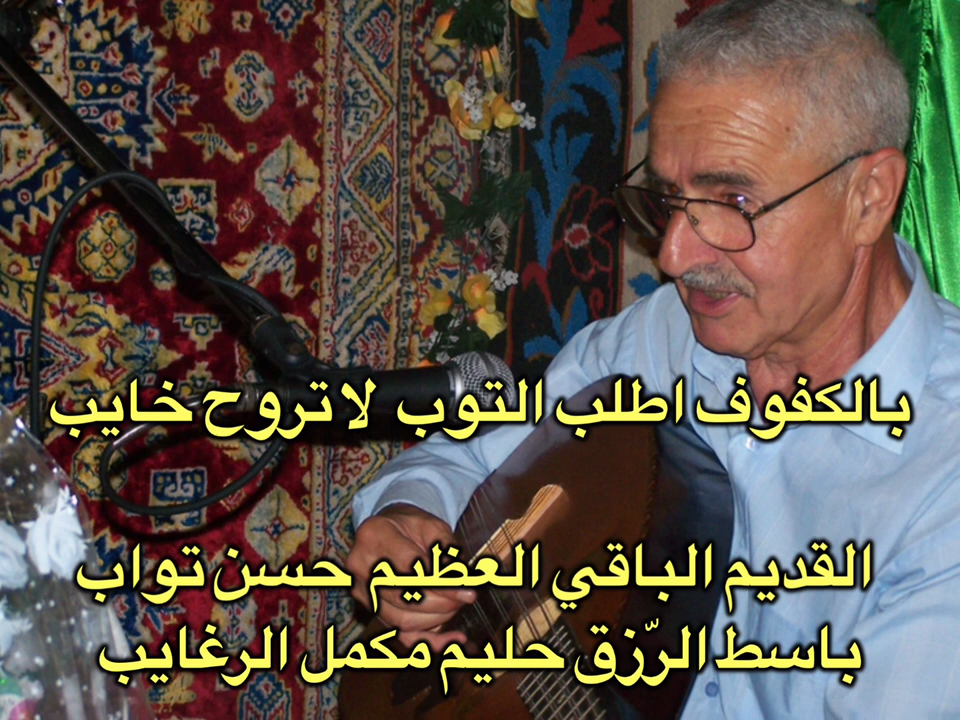 بالكفوف اطلب التوب لا تروح خايب
القديم الباقي العظيم حسن تواب
باسط الرّزق حليم مكمل الرغايب